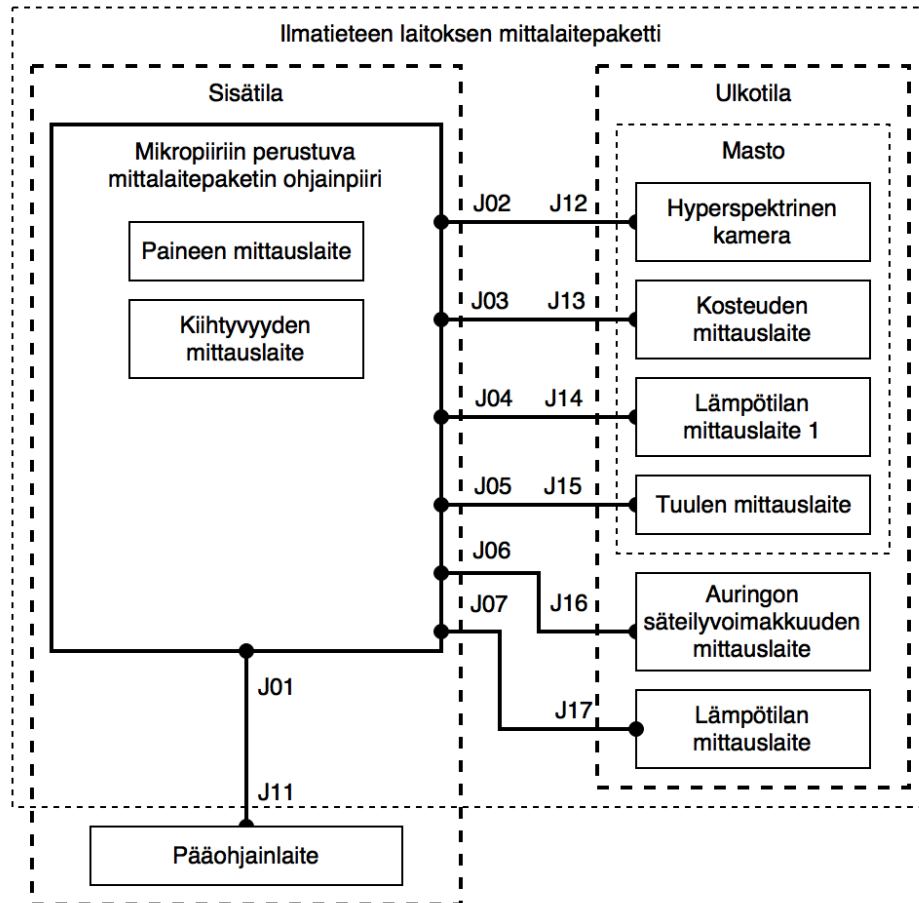 Ilmatieteen laitoksen mittalaitepaketti
Sisätila
Mikropiiriin perustuva
mittalaitepaketin ohjainpiiri
Paineen mittauslaite
Kiihtyvyyden
mittauslaite
Ulkotila
Masto
J02 J12
Hyperspektrinen
kamera
J03 J13
Kosteuden
mittauslaite
J04 J14
Lämpötilan
mittauslaite 1
J05 J15
Tuulen mittauslaite
J06
J16
Auringon
säteilyvoimakkuuden
mittauslaite
J07
J17
Lämpötilan
mittauslaite
J01
J11
Pääohjainlaite